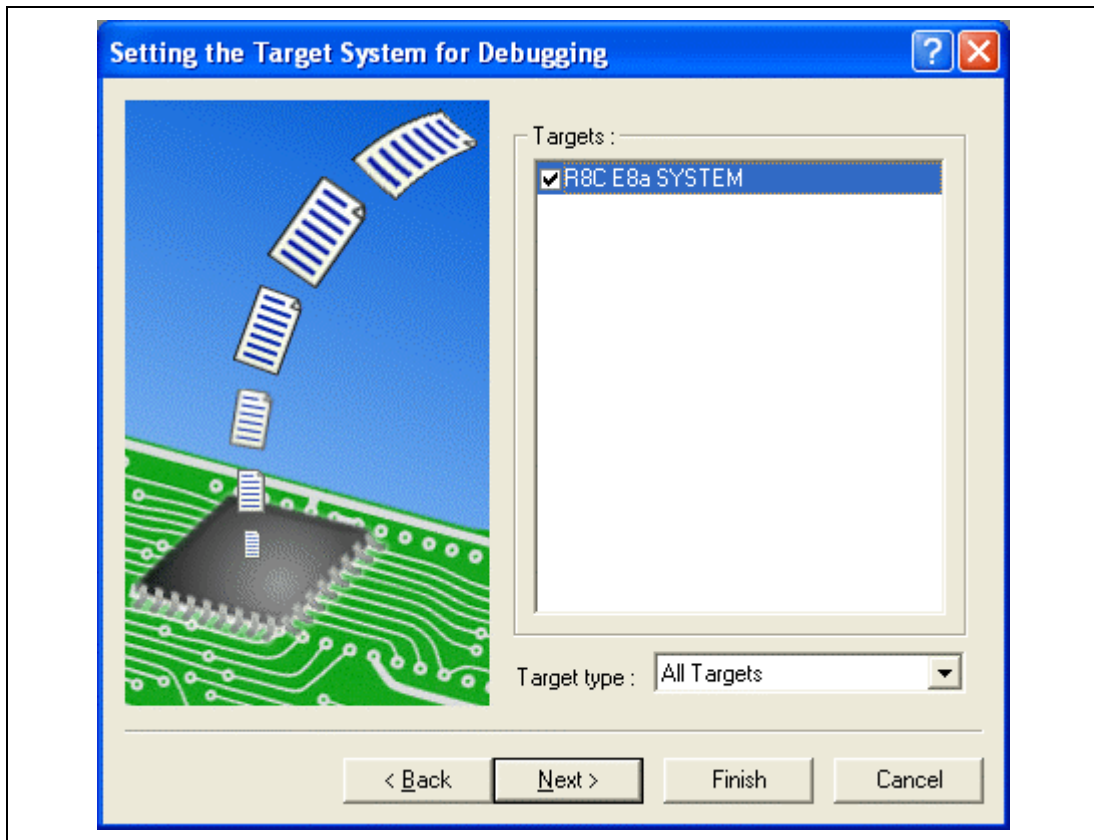 Setting the Target System for Debugging
Targets :
R8C E8a SYSTEM
Target type : All Targets
< Back Next > Finish Cancel